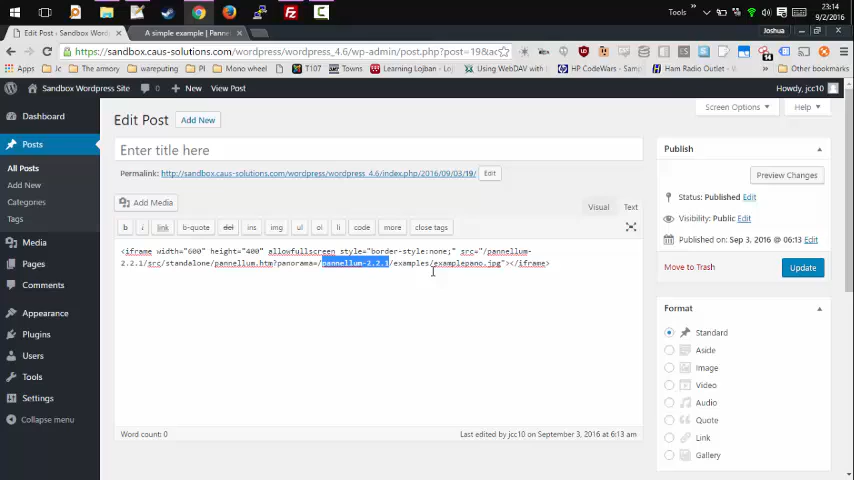 23:14
9/2/2016
Tools
Edit Post ‹ Sandbox Word
A simple example | Pann
Joshua
https://sandbox.caus-solutions.com/wordpress/wordpress_4.6/wp-admin/post.php?post=19&ac
Apps
Jcc
The armory
wareputing
PI
Mono wheel
T107
Tweets
Learning Lojban - Lo
Using WebDAV with
HP CodeWars
Ham Radio Outlet - W
Other bookmarks
Sandbox WordPress Site
0
New
View Post
Howdy, jcc10
Dashboard
Posts
All Posts
Add New
Categories
Tags
Media
Pages
Comments
Appearance
Plugins
Users
Tools
Settings
Collapse menu
Screen Options
Help
Edit Post
Add New
Enter title here
Permalink: http://sandbox.caus-solutions.com/wordpress/wordpress_4.6/index.php/2016/09/03/19/
Edit
Add Media
Visual
Text
b
i
link
b-quote
del
ins
img
ul
ol
li
code
more
close tags
<iframe width="600" height="400" allowfullscreen style="border-style:none;" src="/pannellum-
2.2.1/src/standalone/pannellum.htm?panorama=/pannellum-2.2.1/examples/examplepano.jpg"></iframe>
Word count: 0
Last edited by jcc10 on September 3, 2016 at 6:13 am
Publish
Preview Changes
Status: Published Edit
Visibility: Public Edit
Published on: Sep 3, 2016 @ 06:13 Edit
Move to Trash
Update
Format
Standard
Aside
Image
Video
Audio
Quote
Link
Gallery